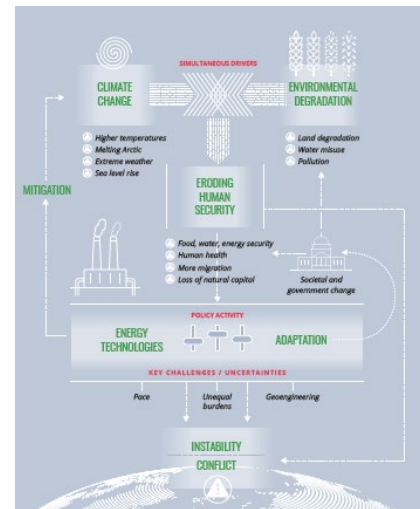 SIMULTANEOUS DRIVERS
CLIMATE
CHANGE
ENVIRONMENTAL
DEGRADATION
Higher temperatures
Melting Arctic
Extreme weather
Sea level rise
Land degradation
Water misuse
Pollution
MITIGATION
ERODING
HUMAN
SECURITY
Food, water, energy security
Human health
More migration
Loss of natural capital
Societal and
government change
POLICY ACTIVITY
ENERGY
TECHNOLOGIES
ADAPTATION
KEY CHALLENGES / UNCERTAINTIES
Pace
Unequal
burdens
Geoengineering
INSTABILITY
CONFLICT